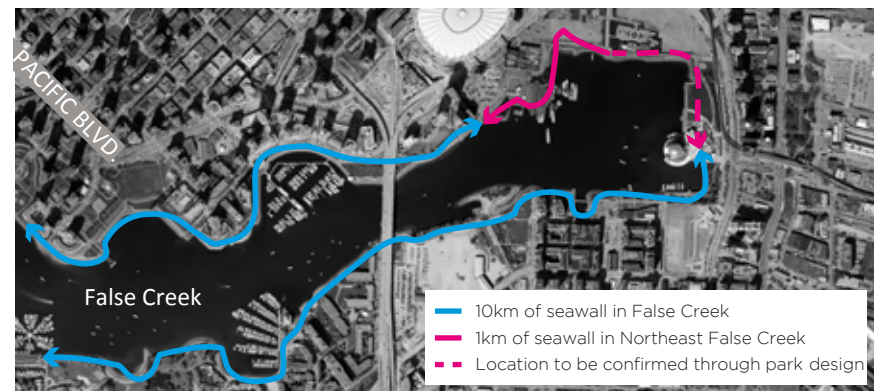 PACIFIC BLVD.
False Creek
10km of seawall in False Creek
1km of seawall in Northeast False Creek
Location to be confirmed through park design